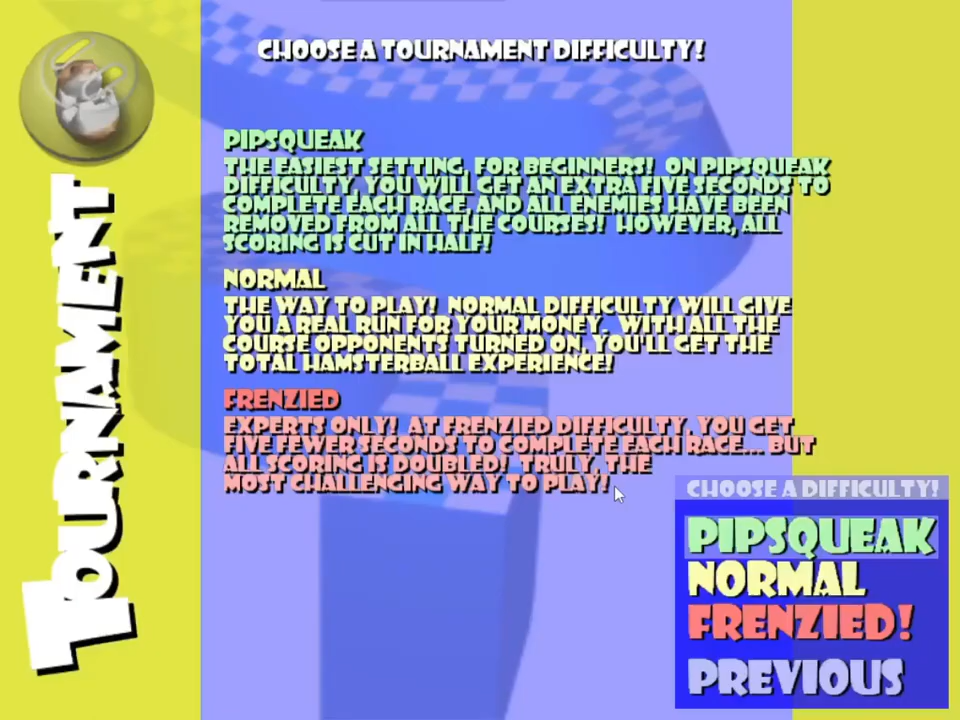 CHOOSE A TOURNAMENT DIFFICULTY!
TOURNAMENT
PIPSQUEAK
THE EASIEST SETTING, FOR BEGINNERS! ON PIPSQUEAK
DIFFICULTY, YOU WILL GET AN EXTRA FIVE SECONDS TO
COMPLETE EACH RACE, AND ALL ENEMIES HAVE BEEN
REMOVED FROM ALL THE COURSES! HOWEVER, ALL
SCORING IS CUT IN HALF!
NORMAL
THE WAY TO PLAY! NORMAL DIFFICULTY WILL GIVE
YOU A REAL RUN FOR YOUR MONEY. WITH ALL THE
COURSE OPPONENTS TURNED ON, YOU'LL GET THE
TOTAL HAMSTERBALL EXPERIENCE!
FRENZIED
EXPERTS ONLY! AT FRENZIED DIFFICULTY, YOU GET
FIVE FEWER SECONDS TO COMPLETE EACH RACE... BUT
ALL SCORING IS DOUBLED! TRULY, THE
MOST CHALLENGING WAY TO PLAY!
CHOOSE A DIFFICULTY!
PIPSQUEAK
NORMAL
FRENZIED!
PREVIOUS